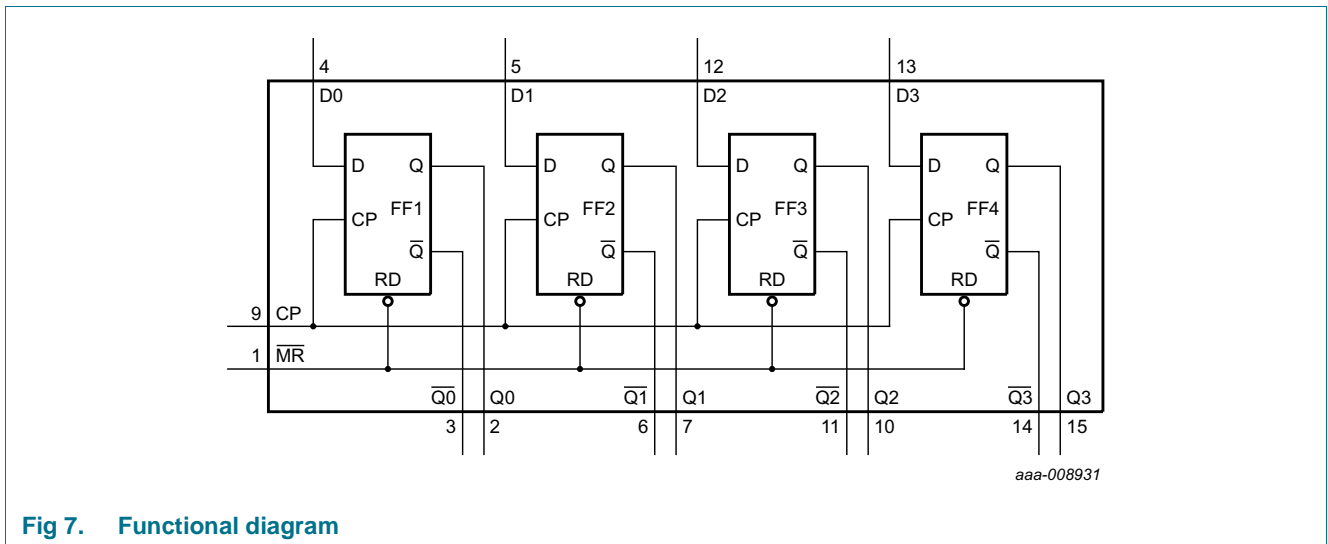 4 5 12 13
D0 D1 D2 D3
D Q D Q D Q D Q
FF1 FF2 FF3 FF4
CP CP CP CP
Q̅ Q̅ Q̅ Q̅
RD RD RD RD
9 CP
1 M̅R̅
Q̅0̅ Q0 Q̅1̅ Q1 Q̅2̅ Q2 Q̅3̅ Q3
3 2 6 7 11 10 14 15
aaa-008931
Fig 7. Functional diagram